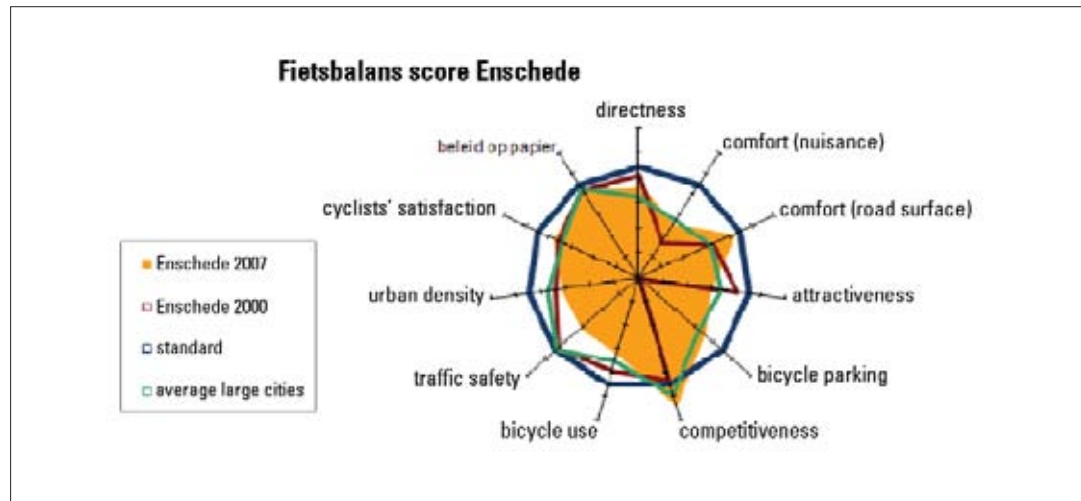 Fietsbalans score Enschede
directness
comfort (nuisance)
comfort (road surface)
attractiveness
bicycle parking
competitiveness
bicycle use
traffic safety
urban density
cyclists' satisfaction
beleid op papier
Enschede 2007
Enschede 2000
standard
average large cities